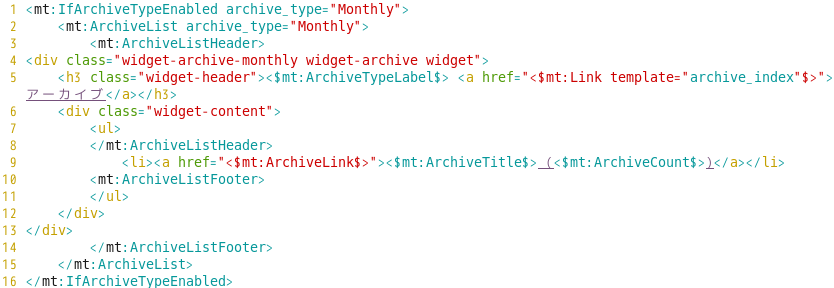 1 <mt:IfArchiveTypeEnabled archive_type="Monthly">
2     <mt:ArchiveList archive_type="Monthly">
3         <mt:ArchiveListHeader>
4 <div class="widget-archive-monthly widget-archive widget">
5     <h3 class="widget-header"><$mt:ArchiveTypeLabel$> <a href="<$mt:Link template="archive_index"$>">
アーカイブ</a></h3>
6     <div class="widget-content">
7         <ul>
8         </mt:ArchiveListHeader>
9             <li><a href="<$mt:ArchiveLink$>"><$mt:ArchiveTitle$> (<$mt:ArchiveCount$>)</a></li>
10         <mt:ArchiveListFooter>
11         </ul>
12     </div>
13 </div>
14         </mt:ArchiveListFooter>
15     </mt:ArchiveList>
16 </mt:IfArchiveTypeEnabled>